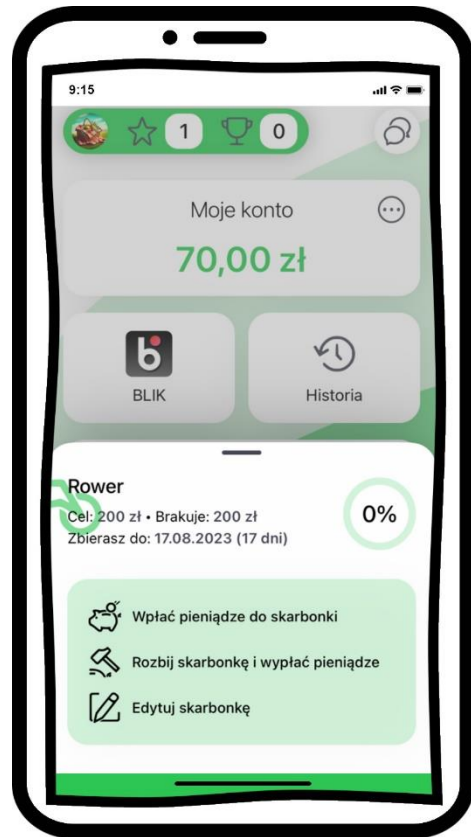 9:15
1 0
Moje konto
70,00 zł
b
BLIK Historia
Rower
Cel: 200 zł • Brakuje: 200 zł
Zbierasz do: 17.08.2023 (17 dni)
0%
Wpłać pieniądze do skarbonki
Rozbij skarbonkę i wypłać pieniądze
Edytuj skarbonkę